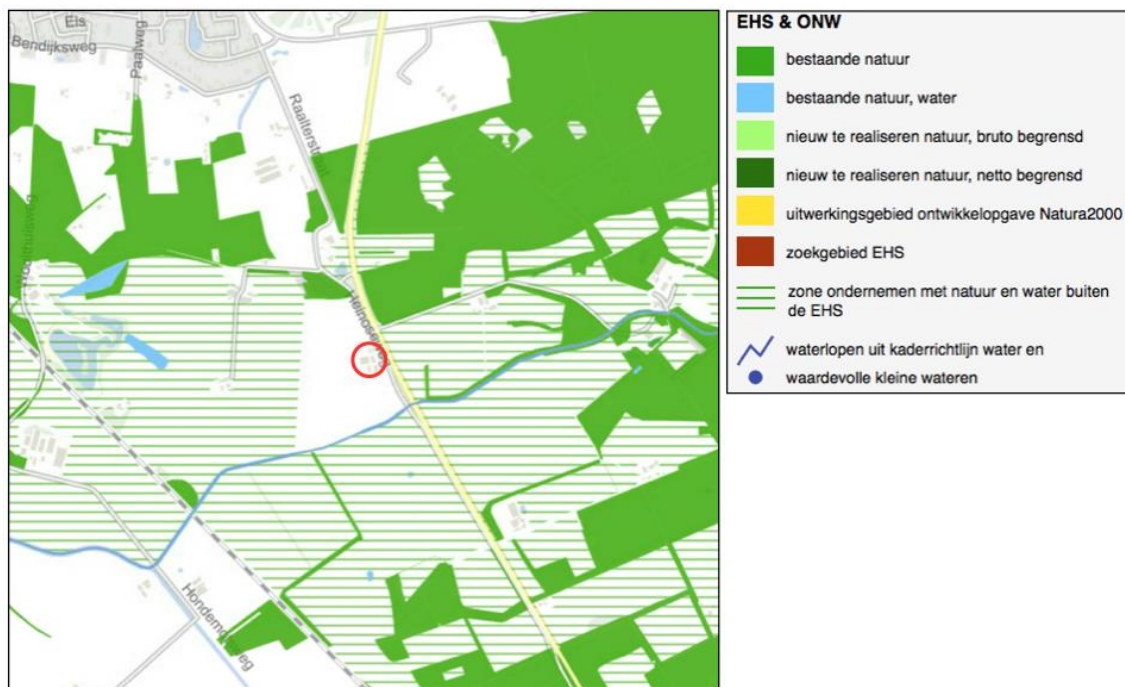 Els
Bendijksweg
Paalweg
Raalterstraat
Heinoseweg
EHS & ONW
bestaande natuur
bestaande natuur, water
nieuw te realiseren natuur, bruto begrensd
nieuw te realiseren natuur, netto begrensd
uitwerkingsgebied ontwikkelopgave Natura2000
zoekgebied EHS
zone ondernemen met natuur en water buiten
de EHS
waterlopen uit kaderrichtlijn water en
waardevolle kleine wateren